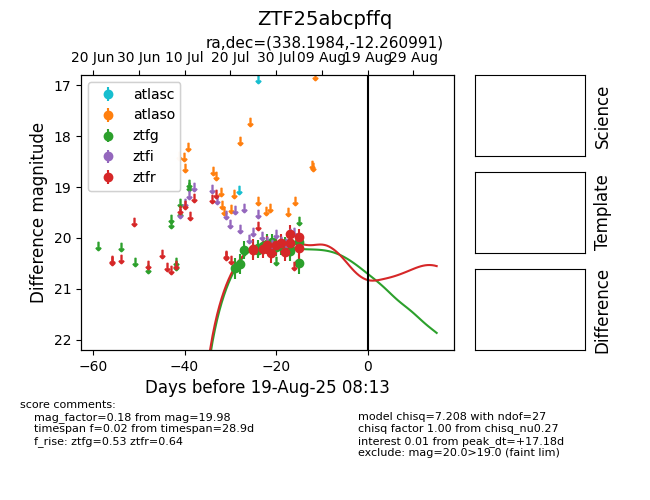 ZTF25abcpffq
ra,dec=(338.1984,-12.260991)
20 Jun 30 Jun 10 Jul 20 Jul 30 Jul 09 Aug 19 Aug 29 Aug
17
18
19
20
21
22
Difference magnitude
atlasc
atlaso
ztfg
ztfi
ztfr
−60 −40 −20 0
Days before 19-Aug-25 08:13
Science
Template
Difference
score comments:
mag_factor=0.18 from mag=19.98
timespan f=0.02 from timespan=28.9d
f_rise: ztfg=0.53 ztfr=0.64
model chisq=7.208 with ndof=27
chisq factor 1.00 from chisq_nu0.27
interest 0.01 from peak_dt=+17.18d
exclude: mag=20.0>19.0 (faint lim)